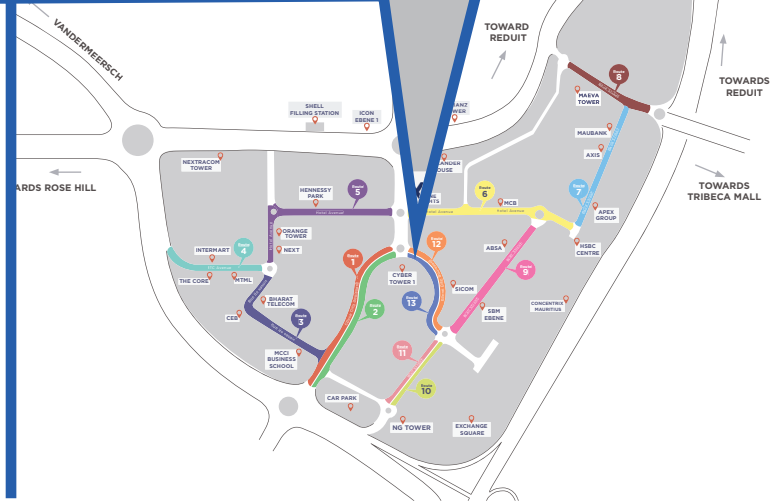 VANDERMEERSCH
TOWARD
REDUIT
TOWARDS
REDUIT
Route
8
MAEVA
TOWER
SHELL
FILLING STATION
ICON
EBENE 1
MAUBANK
AXIS
NEXTRACOM
TOWER
ARDS ROSE HILL
HENNESSY
PARK
Route
5
Route
6
MCB
Route
7
TOWARDS
TRIBECA MALL
APEX
GROUP
ORANGE
TOWER
NEXT
INTERMART
Route
4
Route
1
Route
12
ABSA
HSBC
CENTRE
THE CORE
MTML
CYBER
TOWER 1
Route
9
SICOM
BHARAT
TELECOM
Route
13
CONCENTRIX
MAURITIUS
CEB
Route
3
Route
2
SBM
EBENE
MCCI
BUSINESS
SCHOOL
Route
11
Route
10
CAR PARK
NG TOWER
EXCHANGE
SQUARE